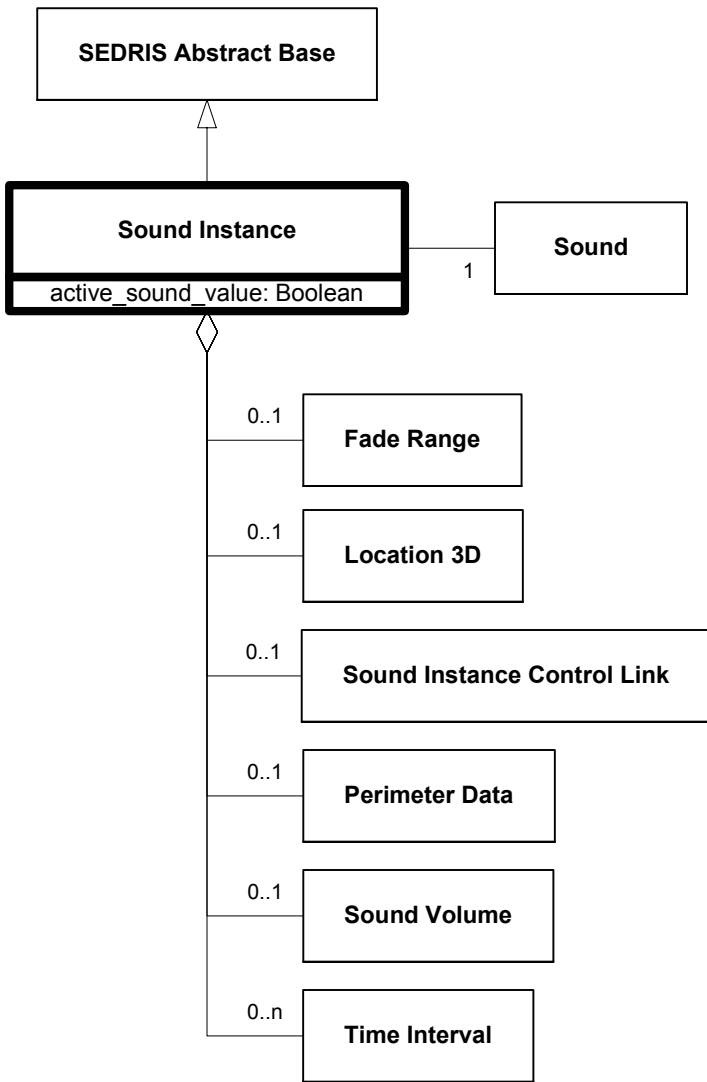 SEDRIS Abstract Base
Sound Instance
active_sound_value: Boolean
Sound
1
0..1
Fade Range
0..1
Location 3D
0..1
Sound Instance Control Link
0..1
Perimeter Data
0..1
Sound Volume
0..n
Time Interval